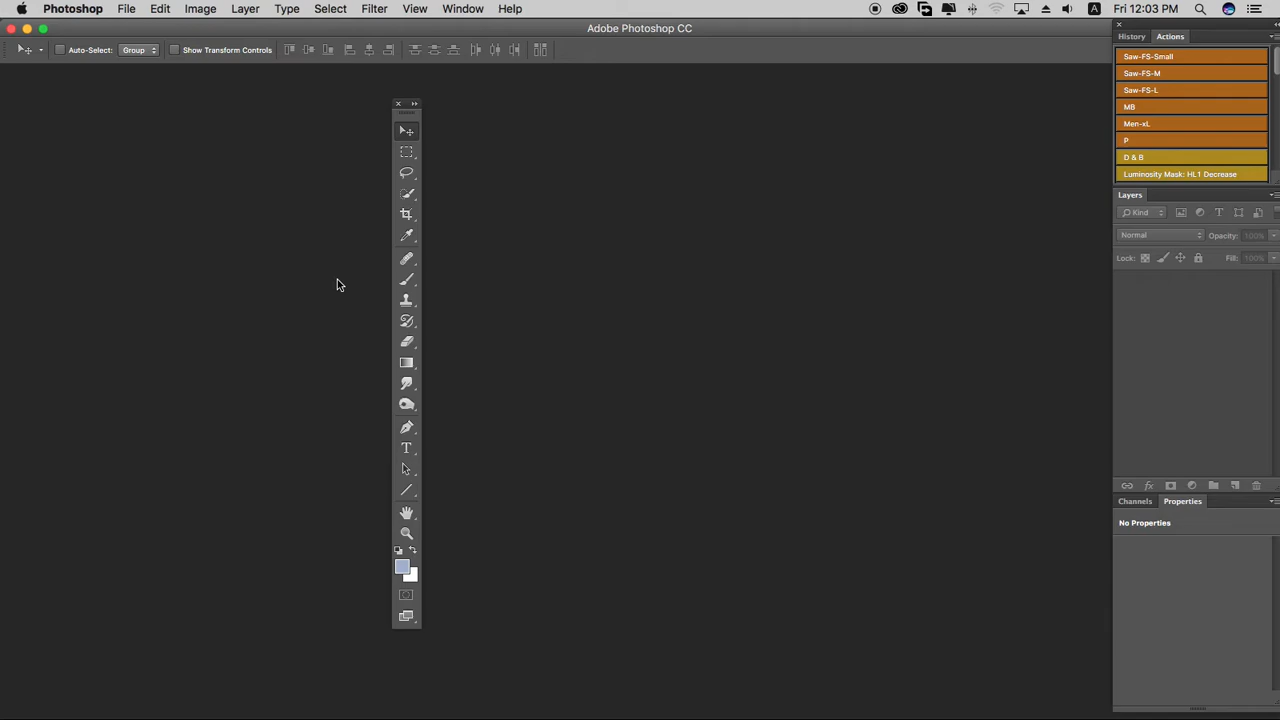 Photoshop File Edit Image Layer Type Select Filter View Window Help A Fri 12:03 PM
Adobe Photoshop CC
Auto-Select: Group Show Transform Controls
History Actions
Saw-FS-Small
Saw-FS-M
Saw-FS-L
MB
Men-xL
P
D & B
Luminosity Mask: HL1 Decrease
Layers
Kind T
Normal Opacity: 100%
Lock: Fill: 100%
T
fx
Channels Properties
No Properties